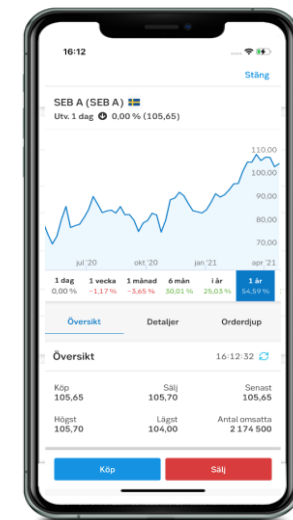 16:12
Stäng
SEB A (SEB A)
Utv. 1 dag 0,00 % (105,65)
110,00
100,00
90,00
80,00
70,00
jul '20 okt '20 jan '21 apr '21
1 dag 1 vecka 1 månad 6 mån i år 1 år
0,00 % -1,17 % -3,65 % 30,01 % 25,03 % 54,59 %
Översikt Detaljer Orderdjup
Översikt 16:12:32
Köp Sälj Senast
105,65 105,70 105,65
Högst Lägst Antal omsatta
105,70 104,00 2 174 500
Köp Sälj